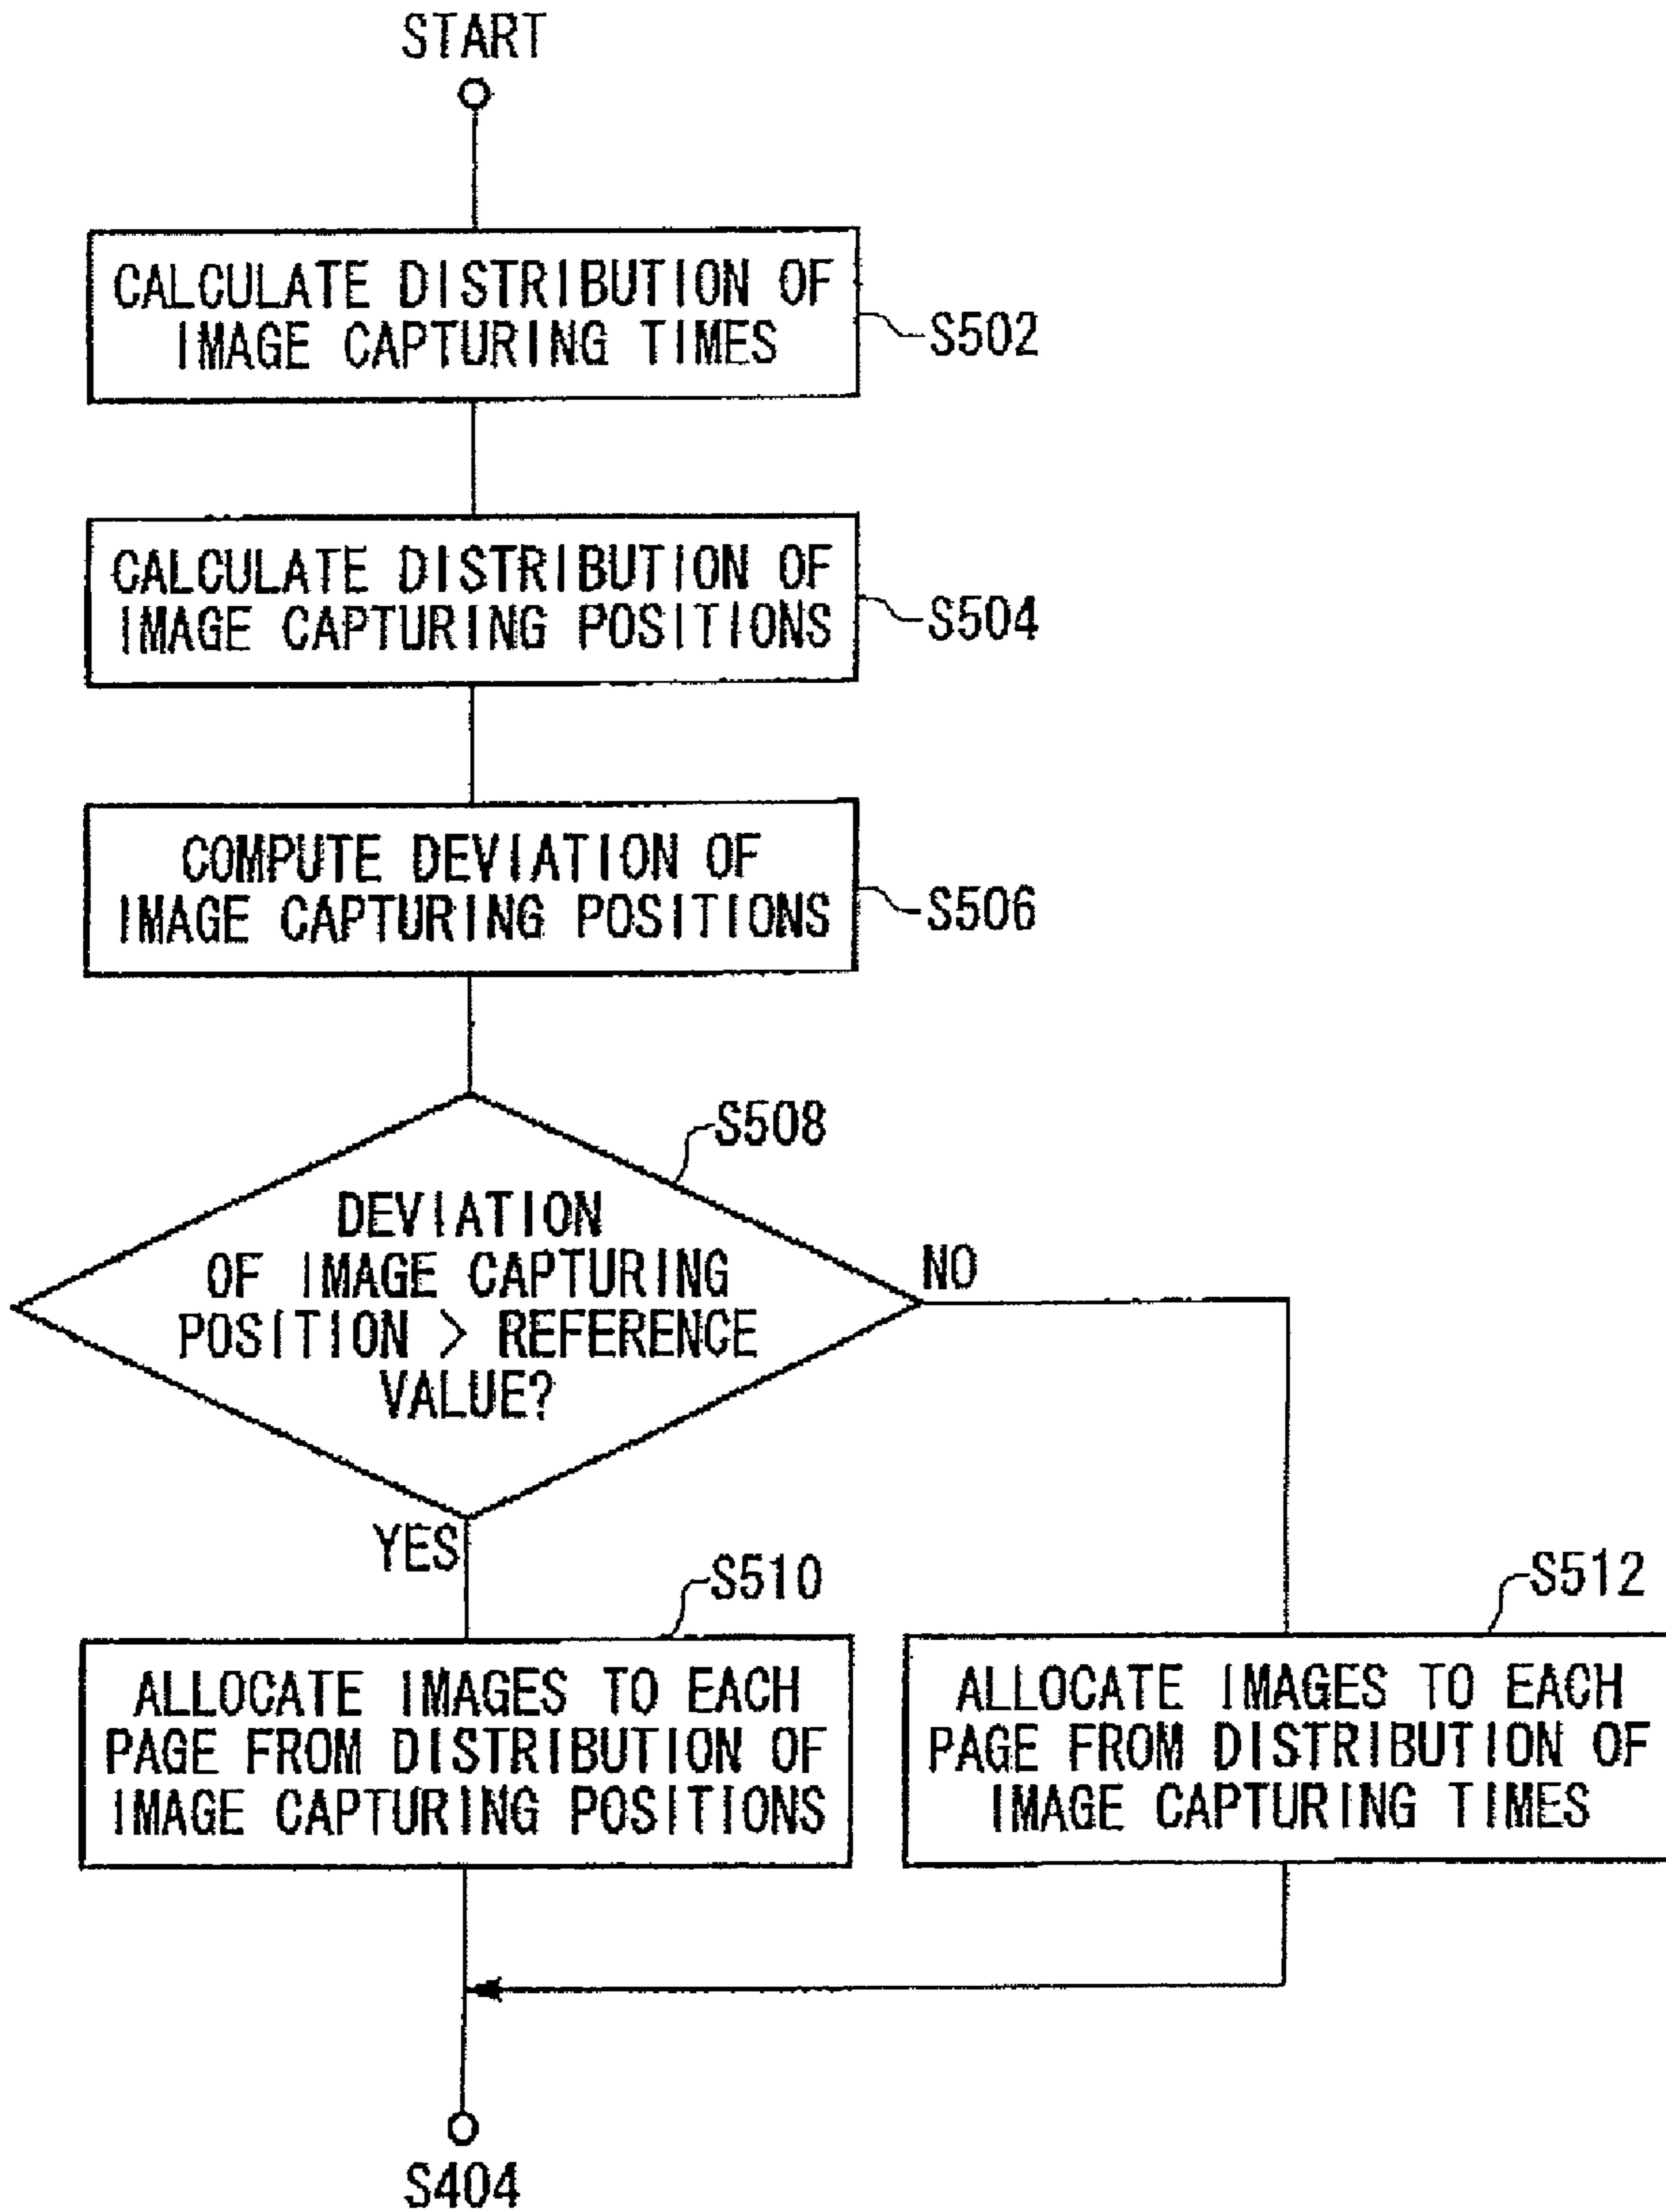 START
CALCULATE DISTRIBUTION OF
IMAGE CAPTURING TIMES
S502
CALCULATE DISTRIBUTION OF
IMAGE CAPTURING POSITIONS
S504
COMPUTE DEVIATION OF
IMAGE CAPTURING POSITIONS
S506
S508
DEVIATION
OF IMAGE CAPTURING
POSITION > REFERENCE
VALUE?
NO
YES
S510
ALLOCATE IMAGES TO EACH
PAGE FROM DISTRIBUTION OF
IMAGE CAPTURING POSITIONS
S512
ALLOCATE IMAGES TO EACH
PAGE FROM DISTRIBUTION OF
IMAGE CAPTURING TIMES
S404